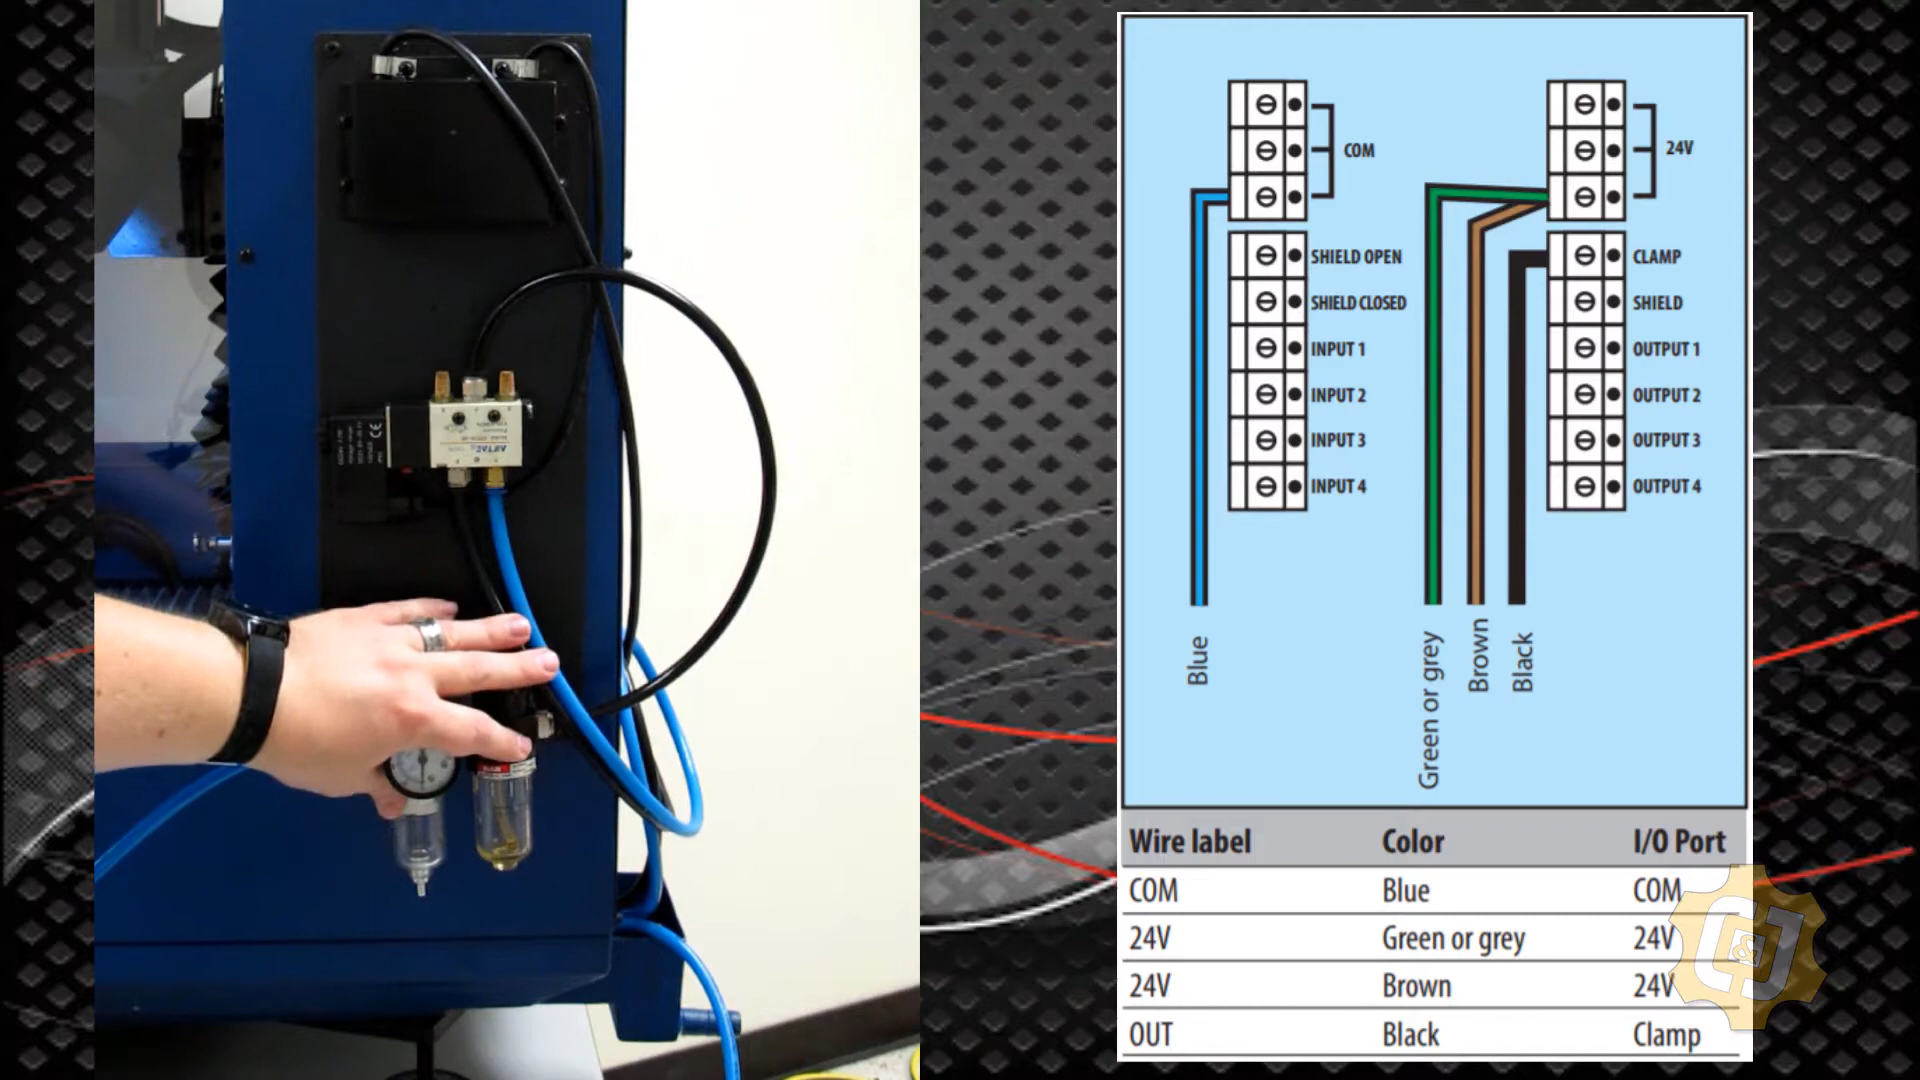 COM
24V
SHIELD OPEN
CLAMP
SHIELD CLOSED
SHIELD
INPUT 1
OUTPUT 1
INPUT 2
OUTPUT 2
INPUT 3
OUTPUT 3
INPUT 4
OUTPUT 4
Blue
Green or grey
Brown
Black
Wire label Color I/O Port
COM Blue COM
24V Green or grey 24V
24V Brown 24V
OUT Black Clamp
C&J
AirTAC
CE